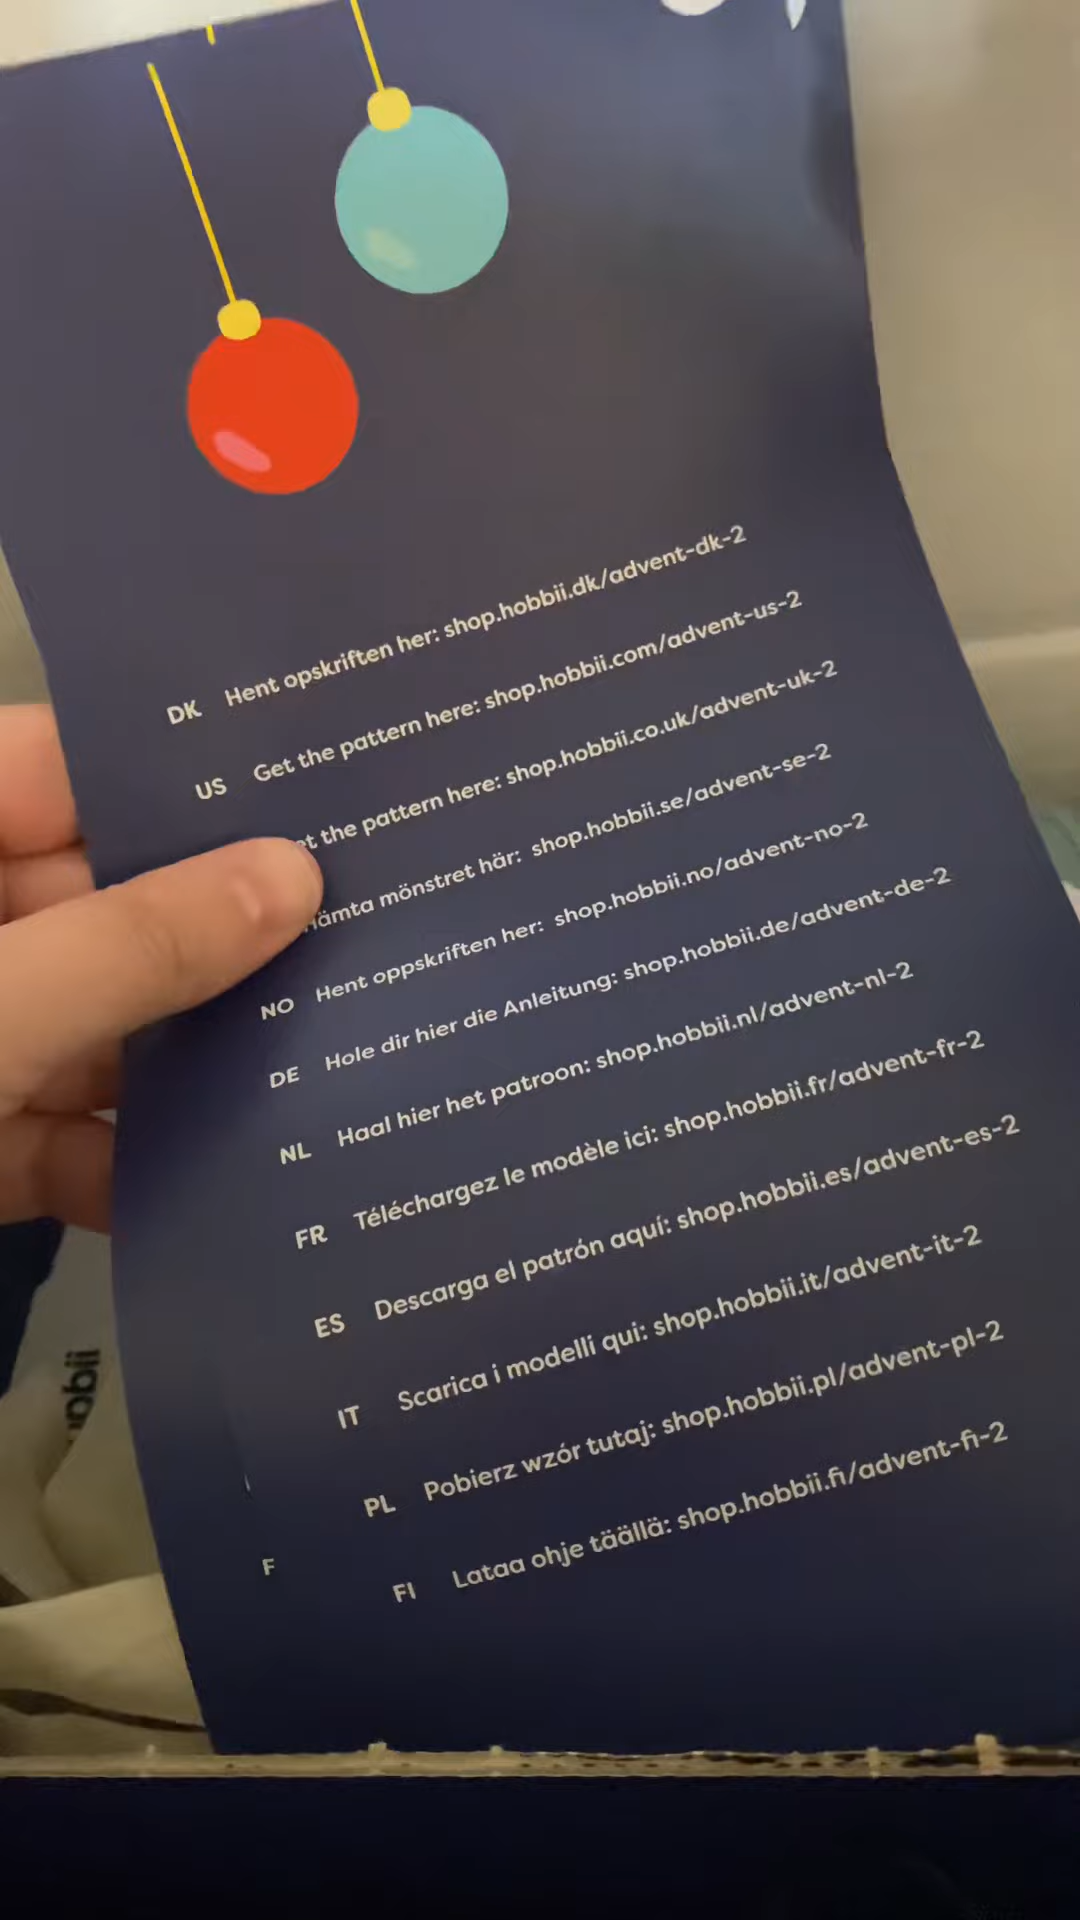 DK Hent opskriften her: shop.hobbii.dk/advent-dk-2
US Get the pattern here: shop.hobbii.com/advent-us-2
the pattern here: shop.hobbii.co.uk/advent-uk-2
mönstret här: shop.hobbii.se/advent-se-2
NO Hent oppskriften her: shop.hobbii.no/advent-no-2
DE Hole dir hier die Anleitung: shop.hobbii.de/advent-de-2
NL Haal hier het patroon: shop.hobbii.nl/advent-nl-2
FR Téléchargez le modèle ici: shop.hobbii.fr/advent-fr-2
ES Descarga el patrón aquí: shop.hobbii.es/advent-es-2
IT Scarica i modelli qui: shop.hobbii.it/advent-it-2
PL Pobierz wzór tutaj: shop.hobbii.pl/advent-pl-2
FI Lataa ohje täällä: shop.hobbii.fi/advent-fi-2
F